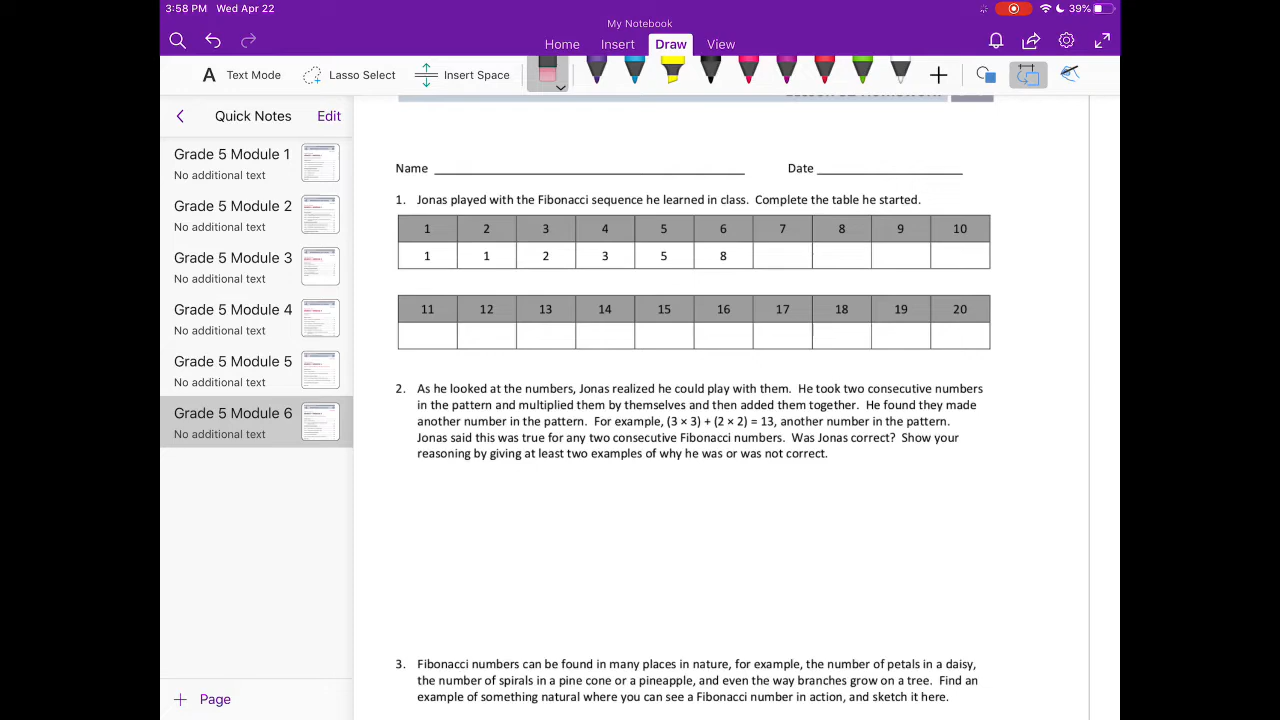 3:58 PM Wed Apr 22
39%
My Notebook
Home Insert Draw View
A Text Mode Lasso Select Insert Space
Quick Notes Edit
Grade 5 Module 1
No additional text
Grade 5 Module 2
No additional text
Grade 5 Module 3
No additional text
Grade 5 Module 4
No additional text
Grade 5 Module 5
No additional text
Grade 5 Module 6
No additional text
+ Page
Name Date
1. Jonas played with the Fibonacci sequence he learned in class. Complete the table he started.
1 3 4 5 6 7 9 10
1 1 2 3 5 8
11 13 14 15 16 17 18 19 20
2. As he looked at the numbers, Jonas realized he could play with them. He took two consecutive numbers
in the pattern and multiplied them by themselves and then added them together. He found they made
another number in the pattern. For example, (3 × 3) + (2 × 2) = 13, another number in the pattern.
Jonas said this was true for any two consecutive Fibonacci numbers. Was Jonas correct? Show your
reasoning by giving at least two examples of why he was or was not correct.
3. Fibonacci numbers can be found in many places in nature, for example, the number of petals in a daisy,
the number of spirals in a pine cone or a pineapple, and even the way branches grow on a tree. Find an
example of something natural where you can see a Fibonacci number in action, and sketch it here.